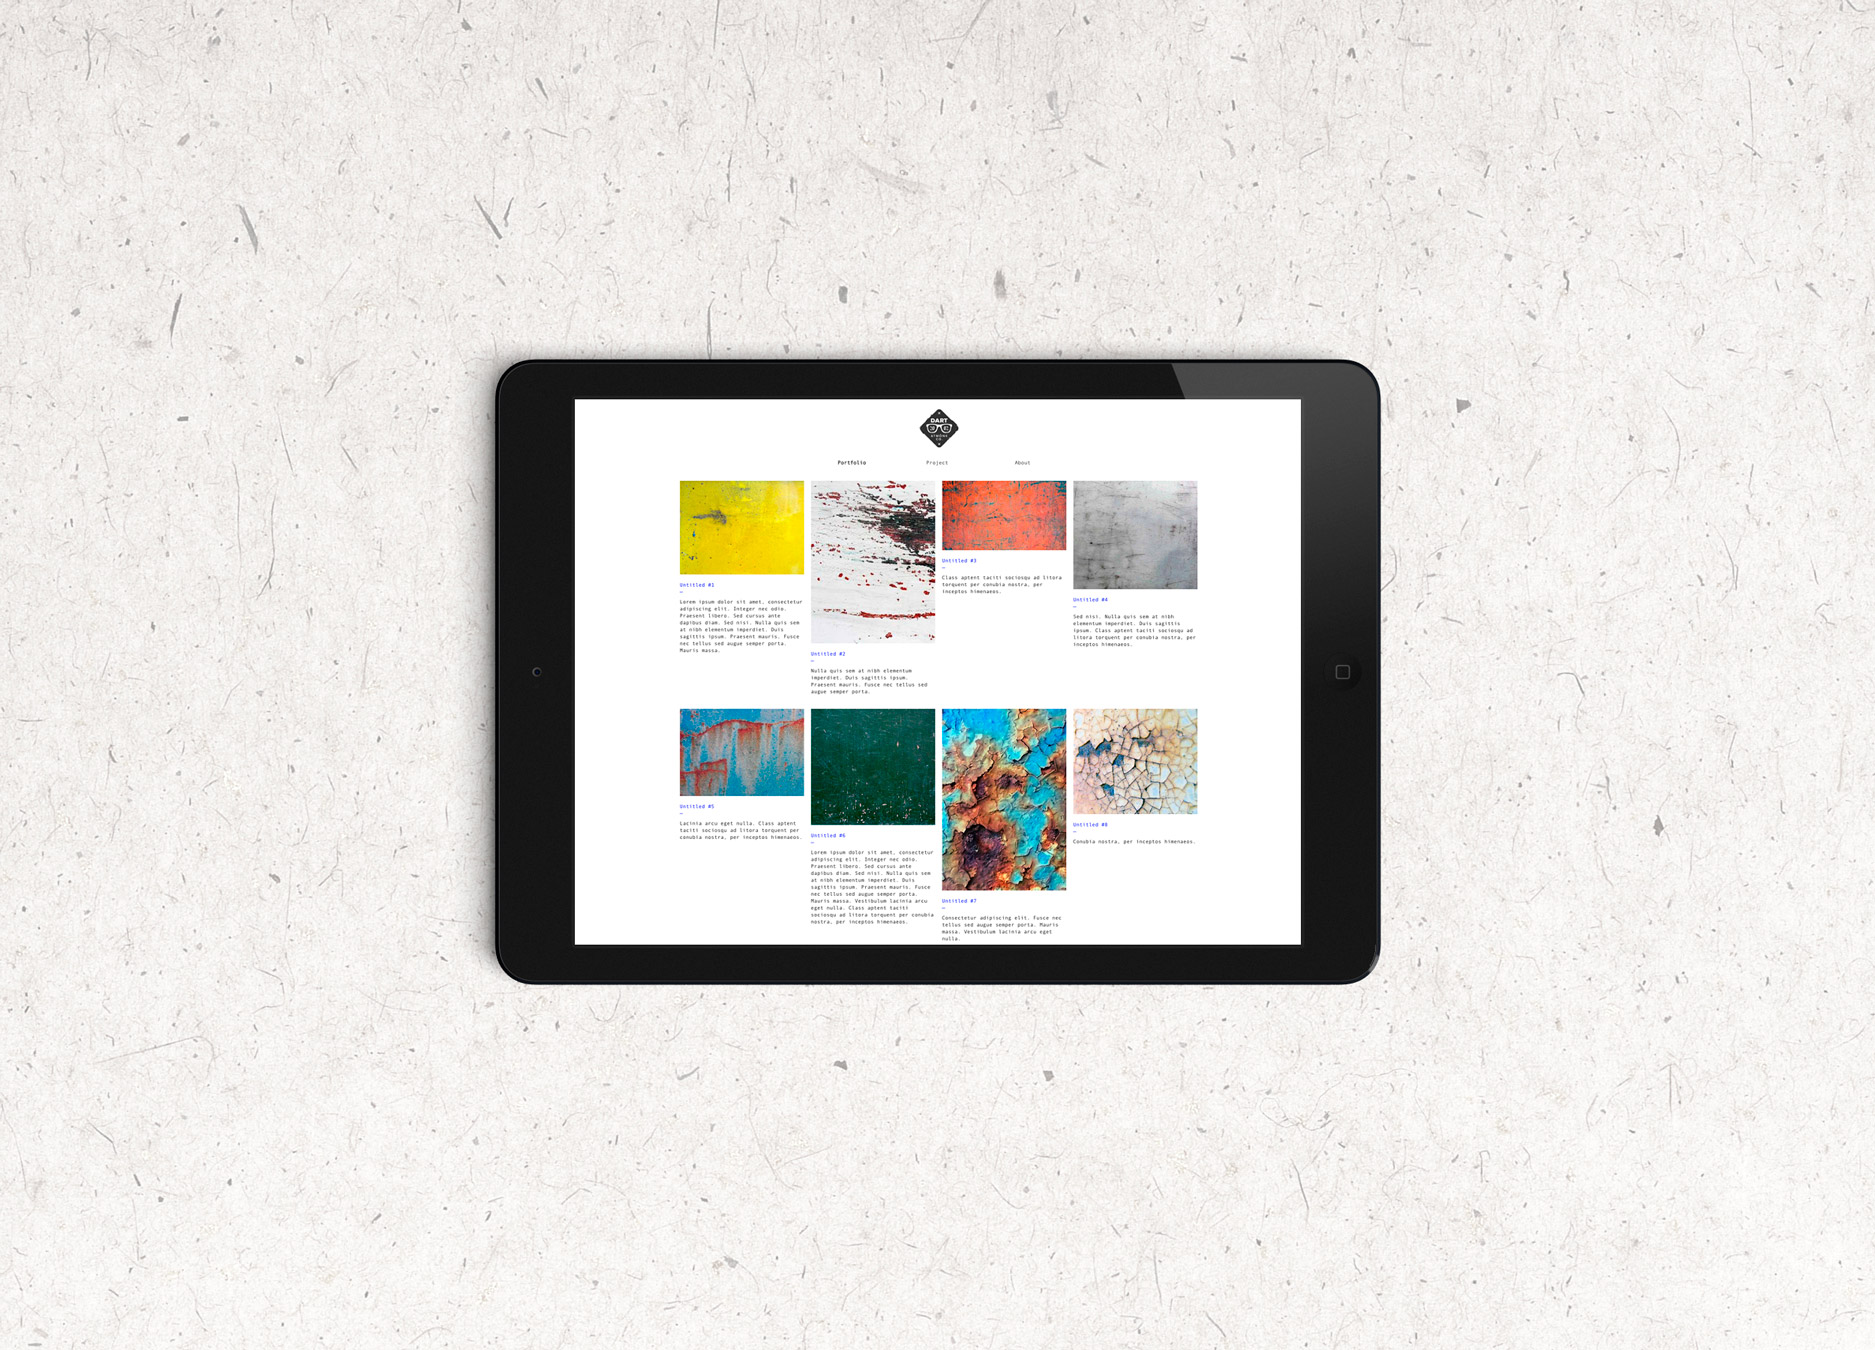 DART
Portfolio
Project
About
Untitled #1
—
Lorem ipsum dolor sit amet, consectetur
adipiscing elit. Integer nec odio.
Praesent libero. Sed cursus ante
dapibus diam. Sed nisi. Nulla quis sem
at nibh elementum imperdiet. Duis
sagittis ipsum. Praesent mauris. Fusce
nec tellus sed augue semper porta.
Mauris massa.
Untitled #2
—
Nulla quis sem at nibh elementum
imperdiet. Duis sagittis ipsum.
Praesent mauris. Fusce nec tellus sed
augue semper porta.
Untitled #3
—
Class aptent taciti sociosqu ad litora
torquent per conubia nostra, per
inceptos himenaeos.
Untitled #4
—
Sed nisi. Nulla quis sem at nibh
elementum imperdiet. Duis sagittis
ipsum. Class aptent taciti sociosqu ad
litora torquent per conubia nostra, per
inceptos himenaeos.
Untitled #5
—
Lacinia arcu eget nulla. Class aptent
taciti sociosqu ad litora torquent per
conubia nostra, per inceptos himenaeos.
Untitled #6
—
Lorem ipsum dolor sit amet, consectetur
adipiscing elit. Integer nec odio.
Praesent libero. Sed cursus ante
dapibus diam. Sed nisi. Nulla quis sem
at nibh elementum imperdiet. Duis
sagittis ipsum. Praesent mauris. Fusce
nec tellus sed augue semper porta.
Mauris massa. Vestibulum lacinia arcu
eget nulla. Class aptent taciti
sociosqu ad litora torquent per conubia
nostra, per inceptos himenaeos.
Untitled #7
—
Consectetur adipiscing elit. Fusce nec
tellus sed augue semper porta. Mauris
massa. Vestibulum lacinia arcu eget
nulla.
Untitled #8
—
Conubia nostra, per inceptos himenaeos.